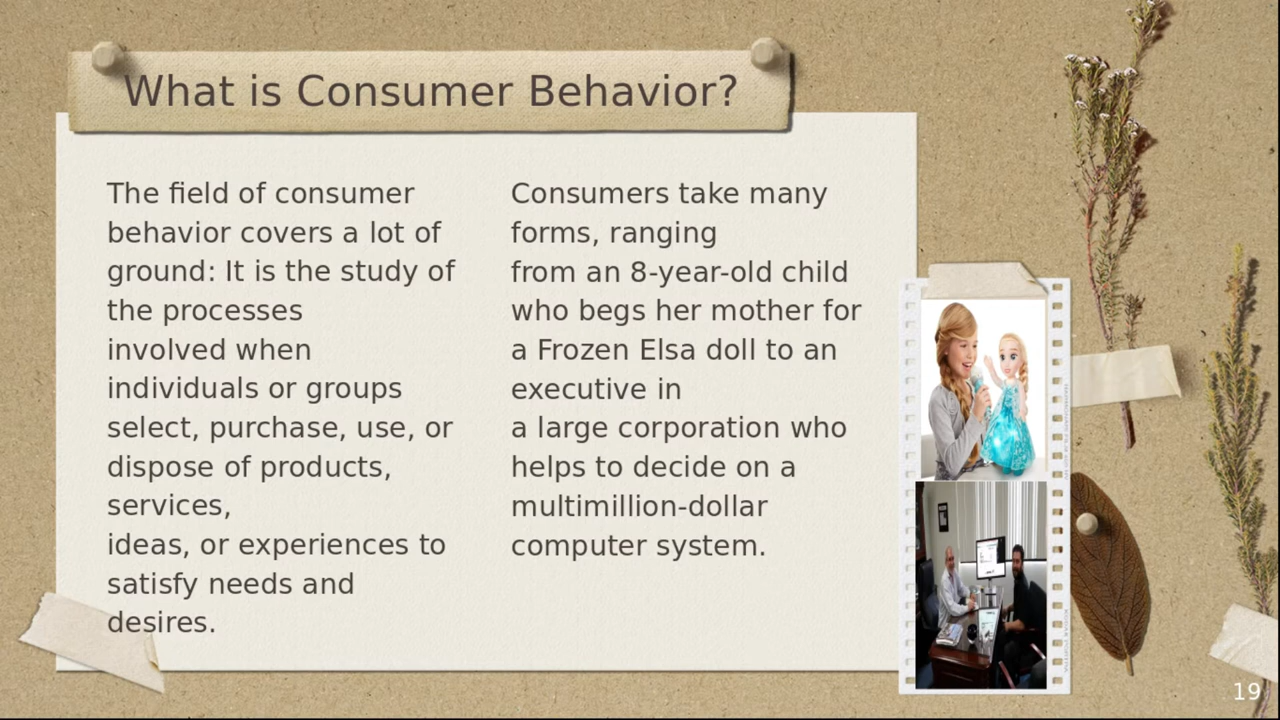 What is Consumer Behavior?
The field of consumer
behavior covers a lot of
ground: It is the study of
the processes
involved when
individuals or groups
select, purchase, use, or
dispose of products,
services,
ideas, or experiences to
satisfy needs and
desires.
Consumers take many
forms, ranging
from an 8-year-old child
who begs her mother for
a Frozen Elsa doll to an
executive in
a large corporation who
helps to decide on a
multimillion-dollar
computer system.
19